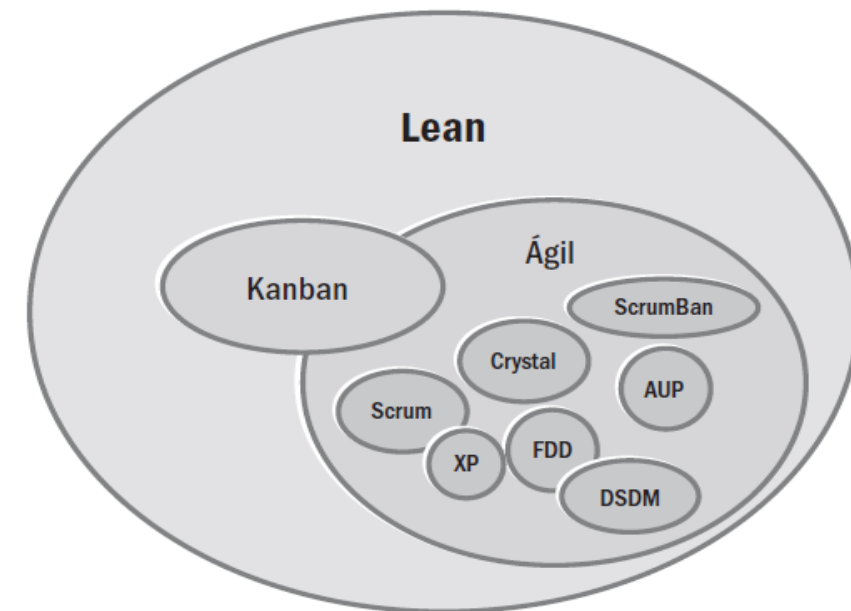 Lean
Ágil
Kanban
ScrumBan
Crystal
AUP
Scrum
FDD
XP
DSDM